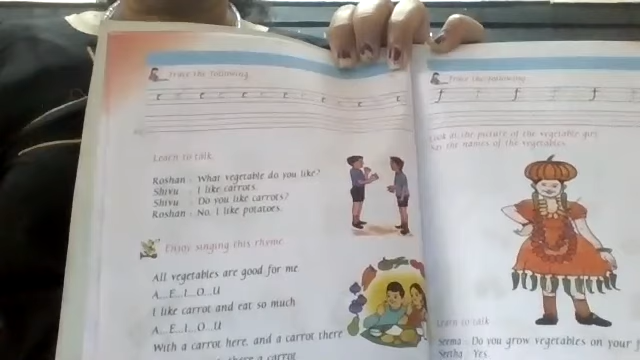 Trace the following
e e e e e e e e
Learn to talk
Roshan : What vegetable do you like?
Shivu : I like carrots.
Shivu : Do you like carrots?
Roshan : No, I like potatoes.
Enjoy singing this rhyme
All vegetables are good for me
A E I O U
I like carrot and eat so much
A E I O U
With a carrot here, and a carrot there
a carrot
Trace the following
f f f f f
Look at the picture of the vegetable girl
the names of the vegetables
Learn to talk
Seema : Do you grow vegetables on your
: Yes